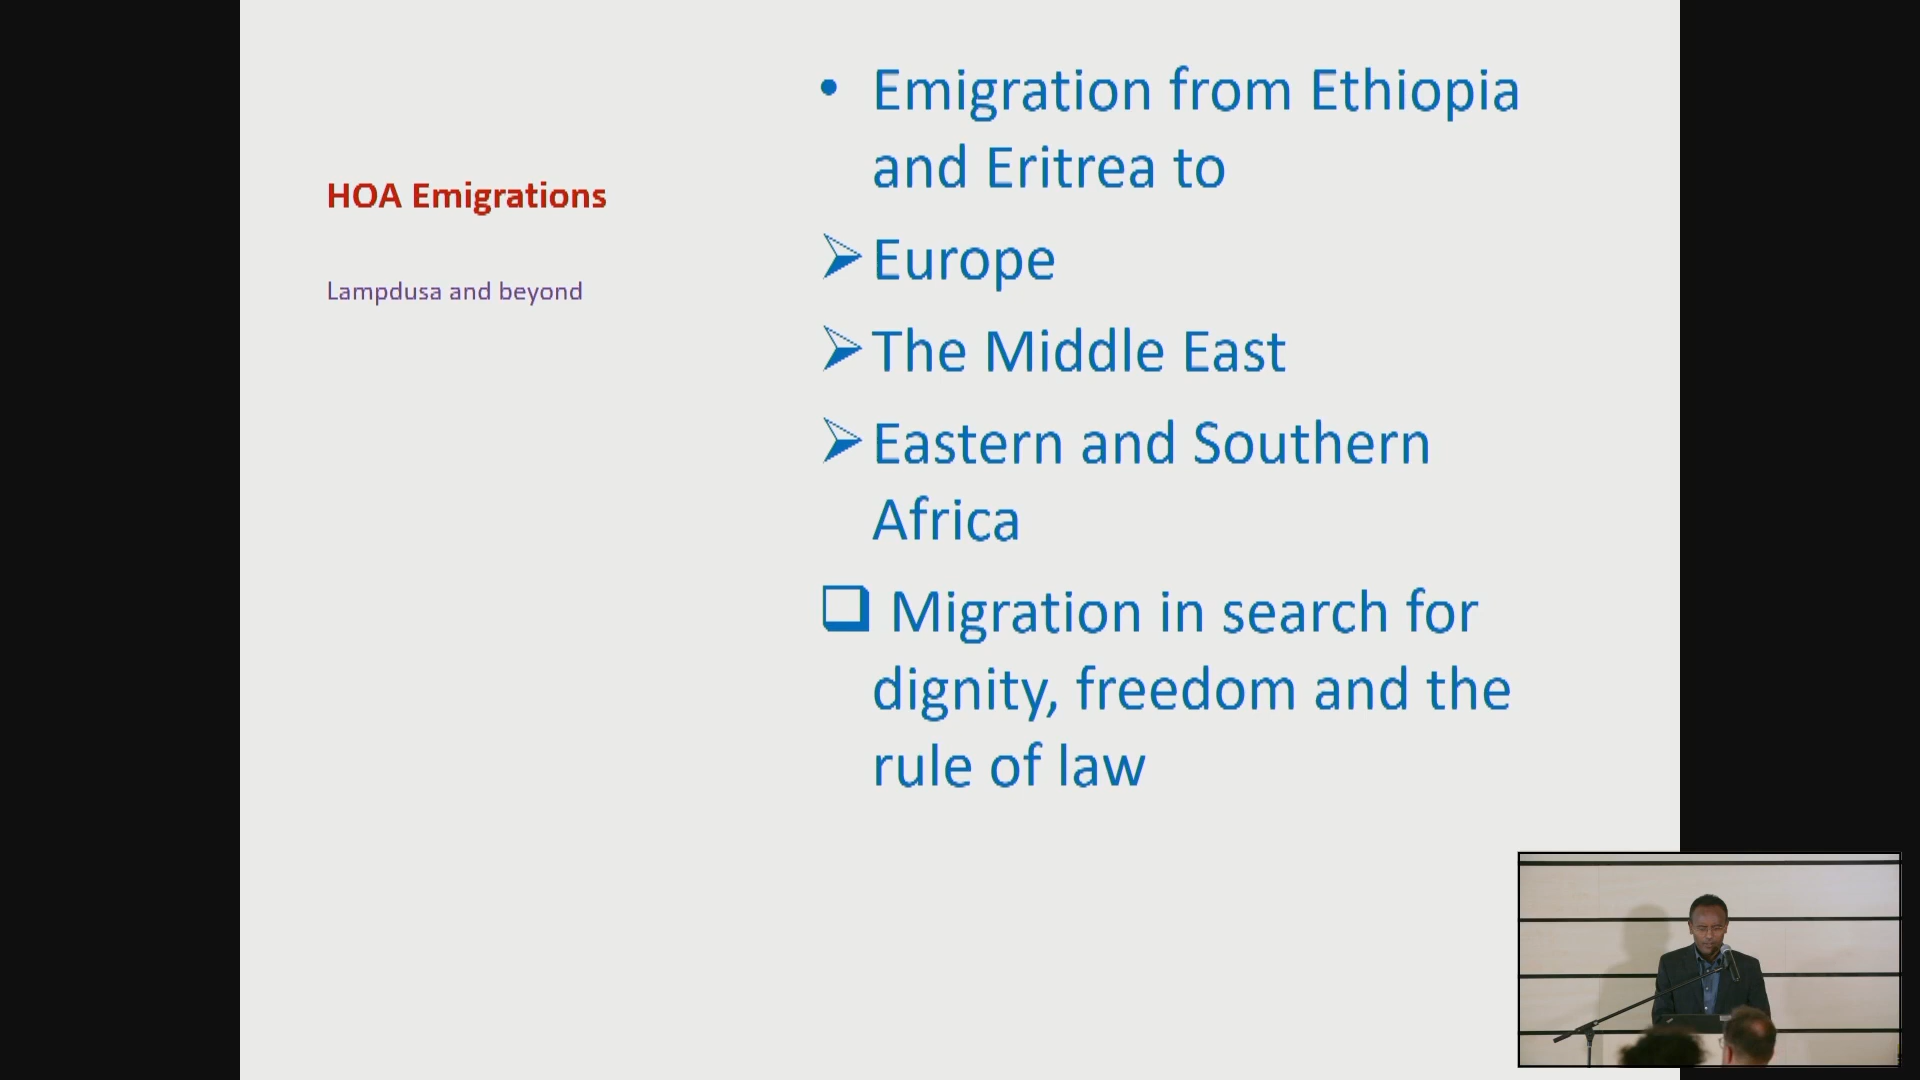 HOA Emigrations
Lampdusa and beyond
• Emigration from Ethiopia
and Eritrea to
➢ Europe
➢ The Middle East
➢ Eastern and Southern
Africa
❑ Migration in search for
dignity, freedom and the
rule of law